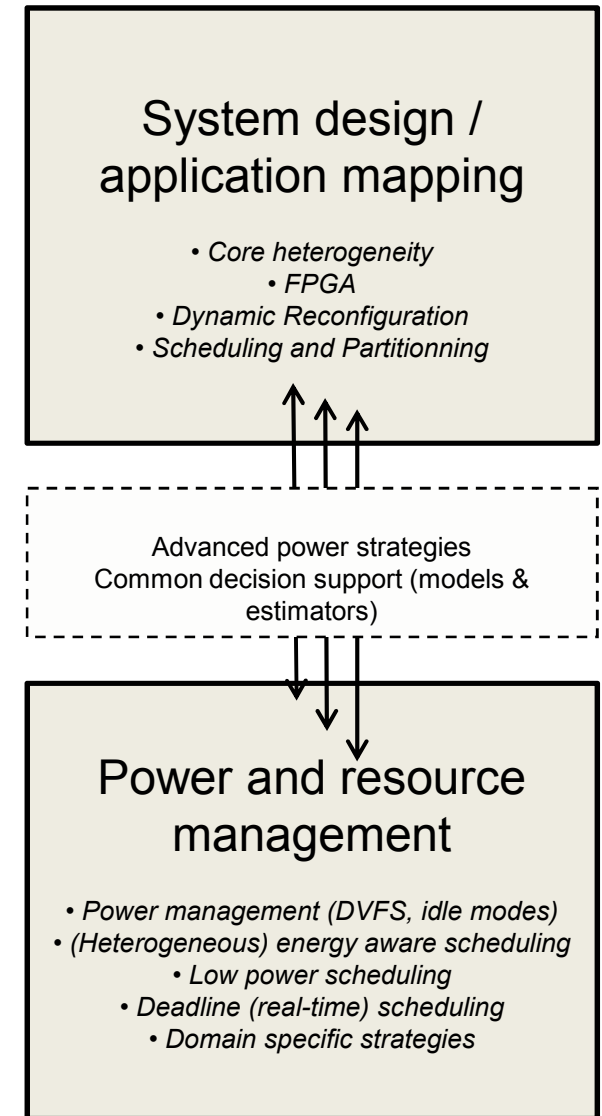 System design /
application mapping
• Core heterogeneity
• FPGA
• Dynamic Reconfiguration
• Scheduling and Partitionning
Advanced power strategies
Common decision support (models &
estimators)
Power and resource
management
• Power management (DVFS, idle modes)
• (Heterogeneous) energy aware scheduling
• Low power scheduling
• Deadline (real-time) scheduling
• Domain specific strategies